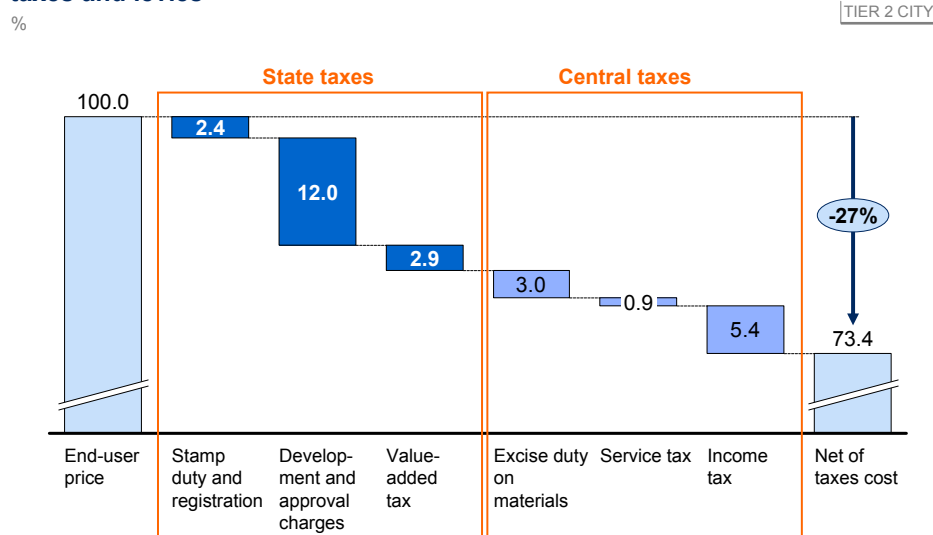 %
TIER 2 CITY
State taxes
Central taxes
100.0
2.4
12.0
2.9
3.0
0.9
5.4
-27%
73.4
End-user
price
Stamp
duty and
registration
Develop-
ment and
approval
charges
Value-
added
tax
Excise duty
on
materials
Service tax
Income
tax
Net of
taxes cost